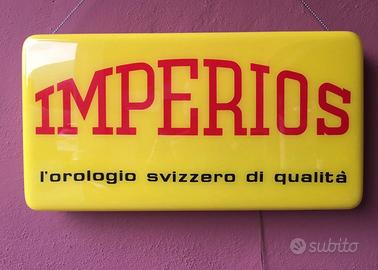 IMPERIOS
l'orologio svizzero di qualità
subito